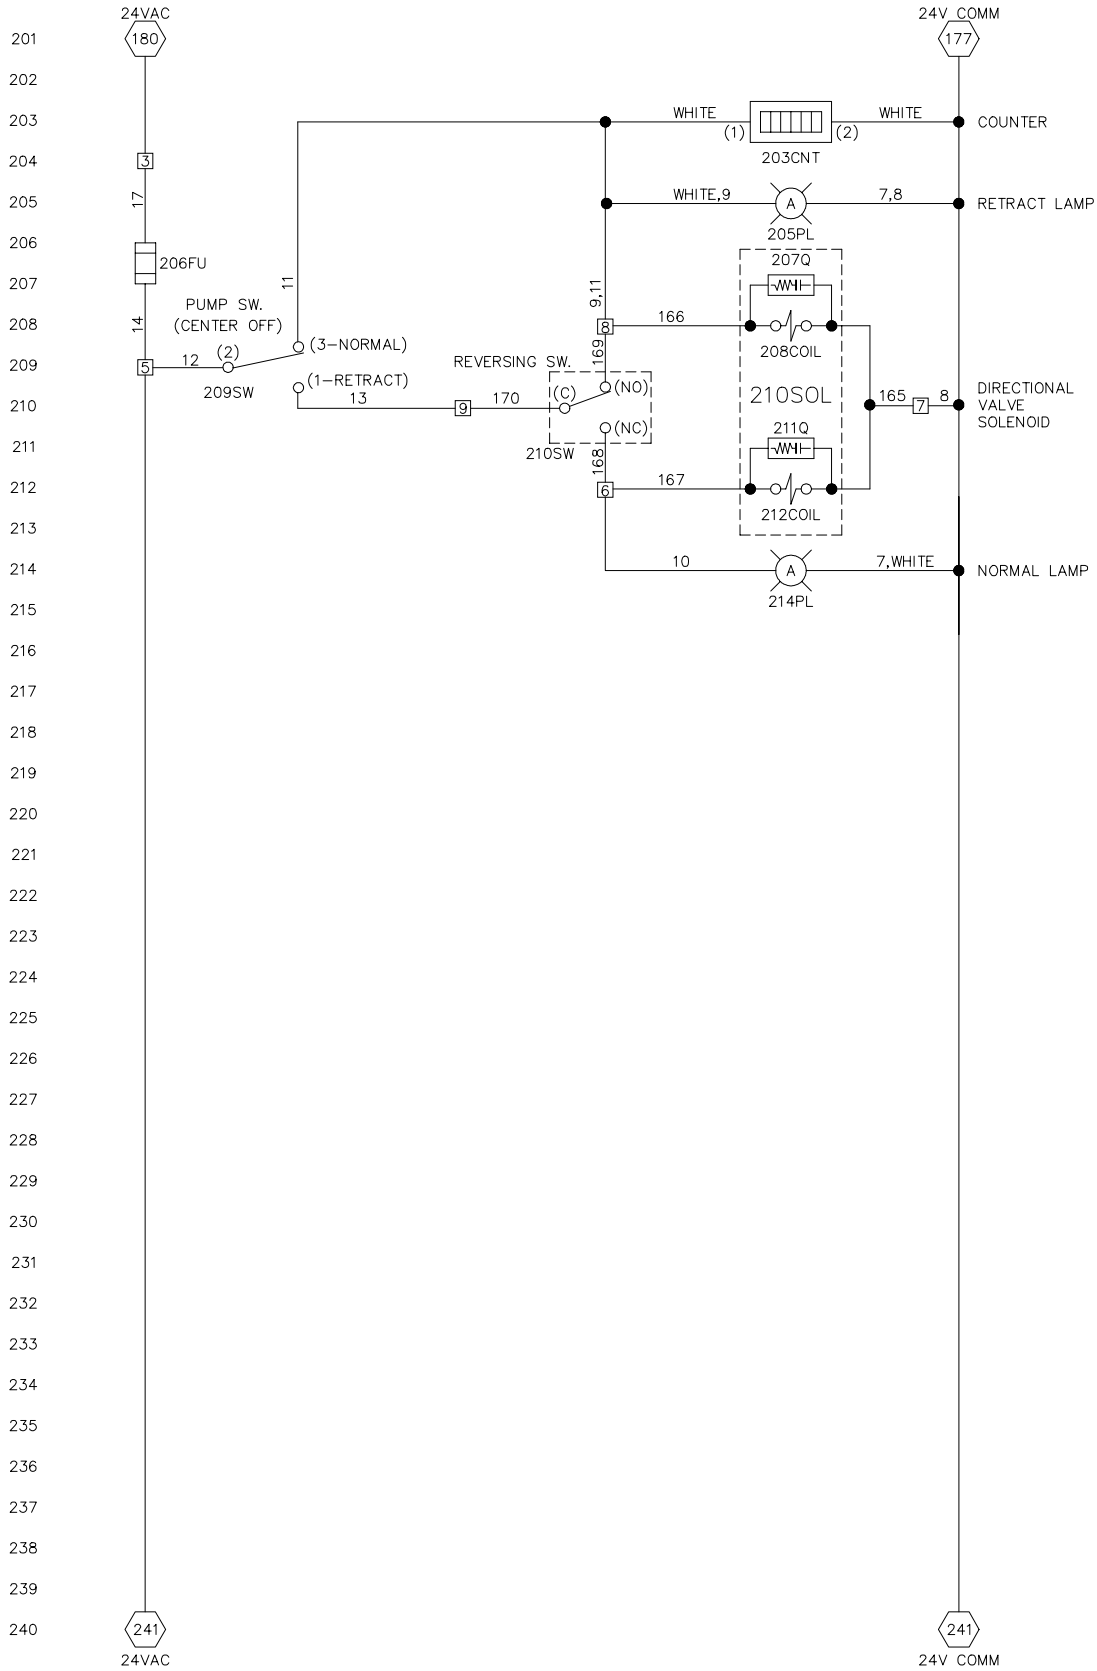 24VAC
24V COMM
201
180
177
202
203
WHITE
(1)
(2)
WHITE
COUNTER
203CNT
204
3
205
17
WHITE,9
A
7,8
RETRACT LAMP
205PL
206
206FU
207Q
207
11
9,11
PUMP SW.
(CENTER OFF)
208
14
8
166
208COIL
(3-NORMAL)
169
REVERSING SW.
209
5
12
(2)
209SW
(1-RETRACT)
13
210
9
170
(C)
(NO)
210SOL
165
7
8
DIRECTIONAL
VALVE
SOLENOID
(NC)
211Q
211
210SW
168
212
6
167
212COIL
213
214
10
A
7,WHITE
NORMAL LAMP
214PL
215
216
217
218
219
220
221
222
223
224
225
226
227
228
229
230
231
232
233
234
235
236
237
238
239
240
241
241
24VAC
24V COMM